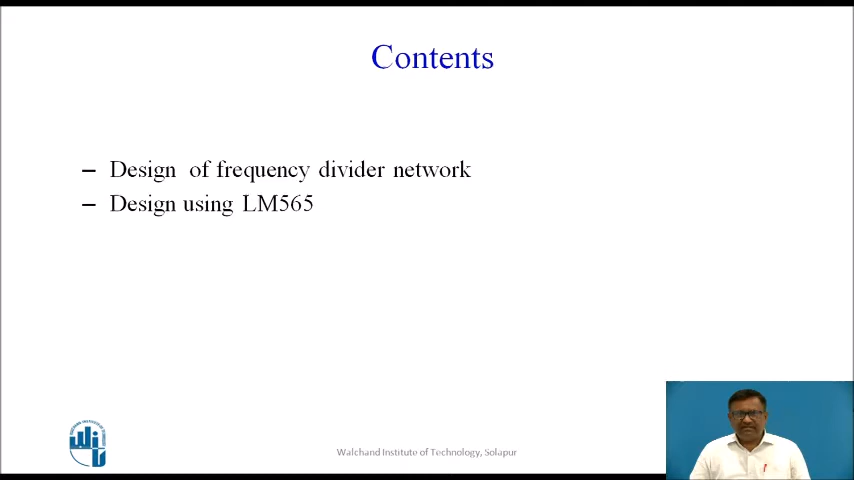 Contents
– Design of frequency divider network
– Design using LM565
Walchand Institute of Technology, Solapur